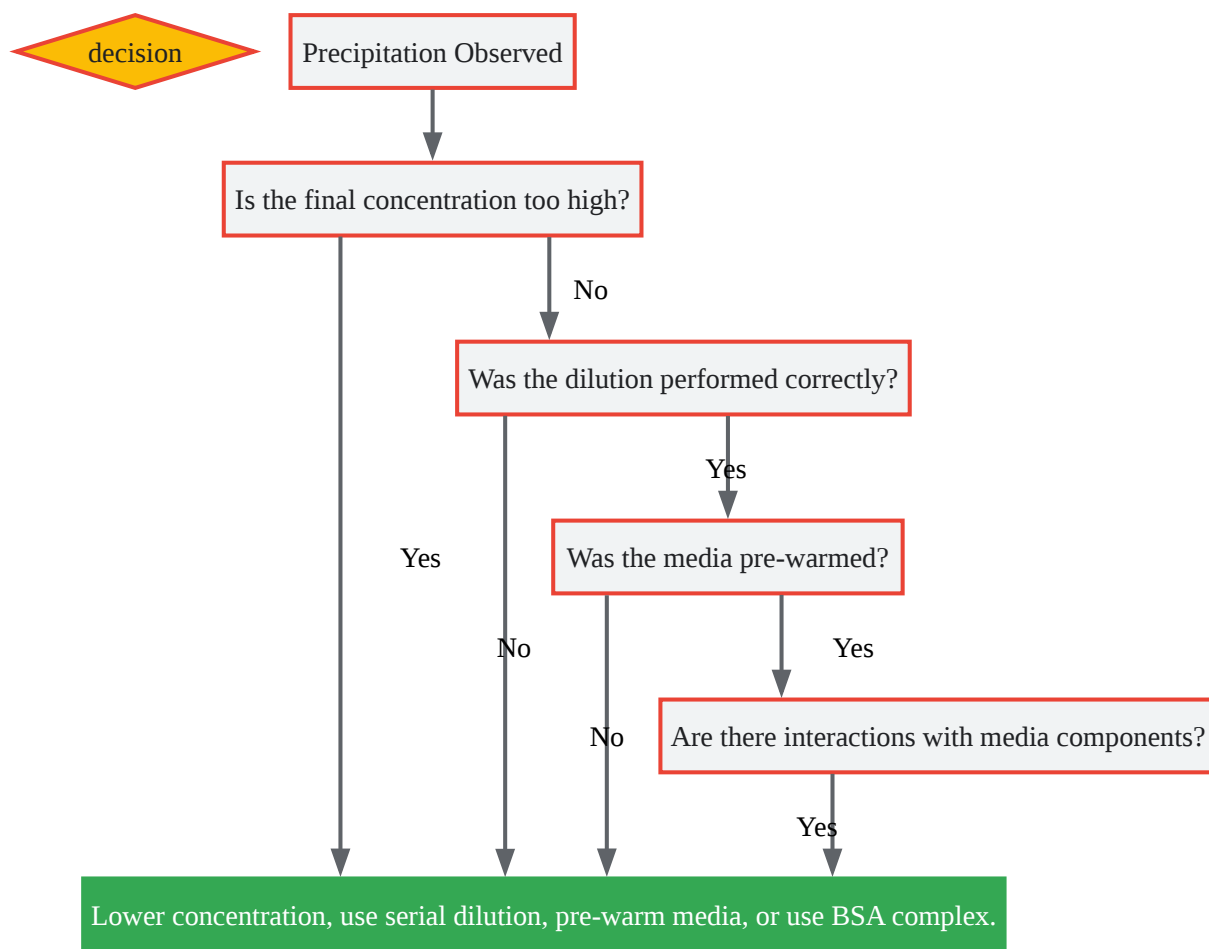 decision
Precipitation Observed
Is the final concentration too high?
No
Was the dilution performed correctly?
Yes
Yes
Was the media pre-warmed?
No
Yes
No
Are there interactions with media components?
Yes
Lower concentration, use serial dilution, pre-warm media, or use BSA complex.